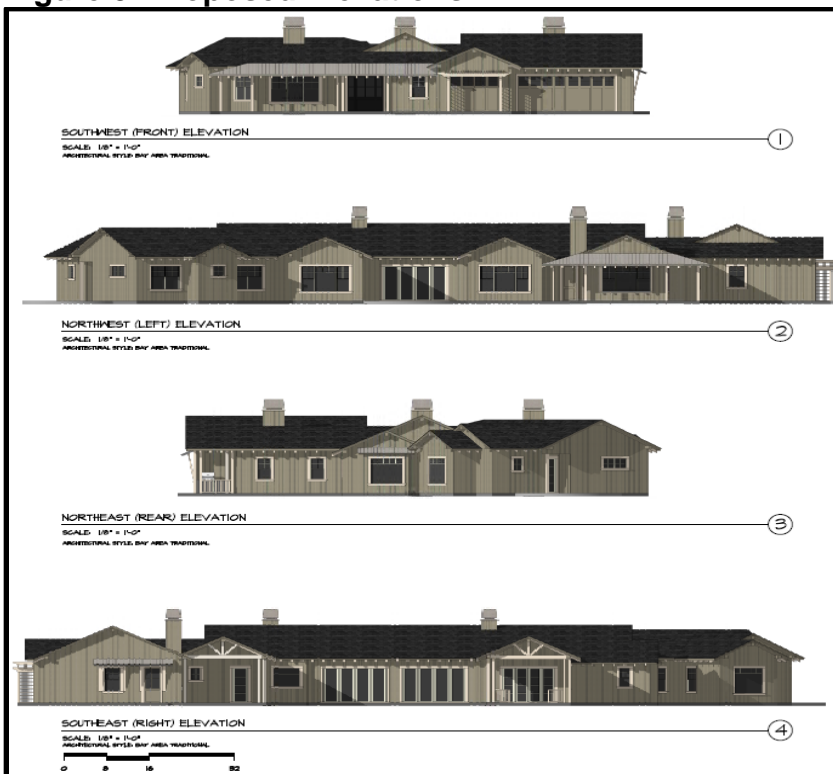 SOUTHWEST (FRONT) ELEVATION
1
SCALE: 1/8" = 1'-0"
ARCHITECTURAL STYLE: BAY AREA TRADITIONAL
NORTHWEST (LEFT) ELEVATION
2
SCALE: 1/8" = 1'-0"
ARCHITECTURAL STYLE: BAY AREA TRADITIONAL
NORTHEAST (REAR) ELEVATION
3
SCALE: 1/8" = 1'-0"
ARCHITECTURAL STYLE: BAY AREA TRADITIONAL
SOUTHEAST (RIGHT) ELEVATION
4
SCALE: 1/8" = 1'-0"
ARCHITECTURAL STYLE: BAY AREA TRADITIONAL
0 8 16 32